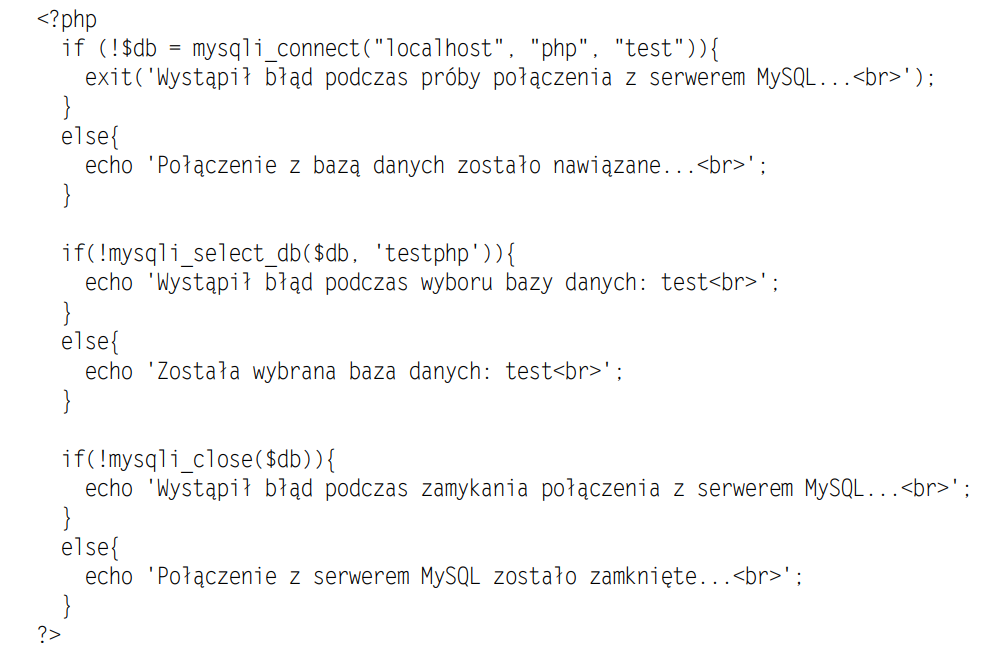 <?php
  if (!$db = mysqli_connect("localhost", "php", "test")){
    exit('Wystąpił błąd podczas próby połączenia z serwerem MySQL...<br>');
  }
  else{
    echo 'Połączenie z bazą danych zostało nawiązane...<br>';
  }

  if(!mysqli_select_db($db, 'testphp')){
    echo 'Wystąpił błąd podczas wyboru bazy danych: test<br>';
  }
  else{
    echo 'Została wybrana baza danych: test<br>';
  }

  if(!mysqli_close($db)){
    echo 'Wystąpił błąd podczas zamykania połączenia z serwerem MySQL...<br>';
  }
  else{
    echo 'Połączenie z serwerem MySQL zostało zamknięte...<br>';
  }
?>